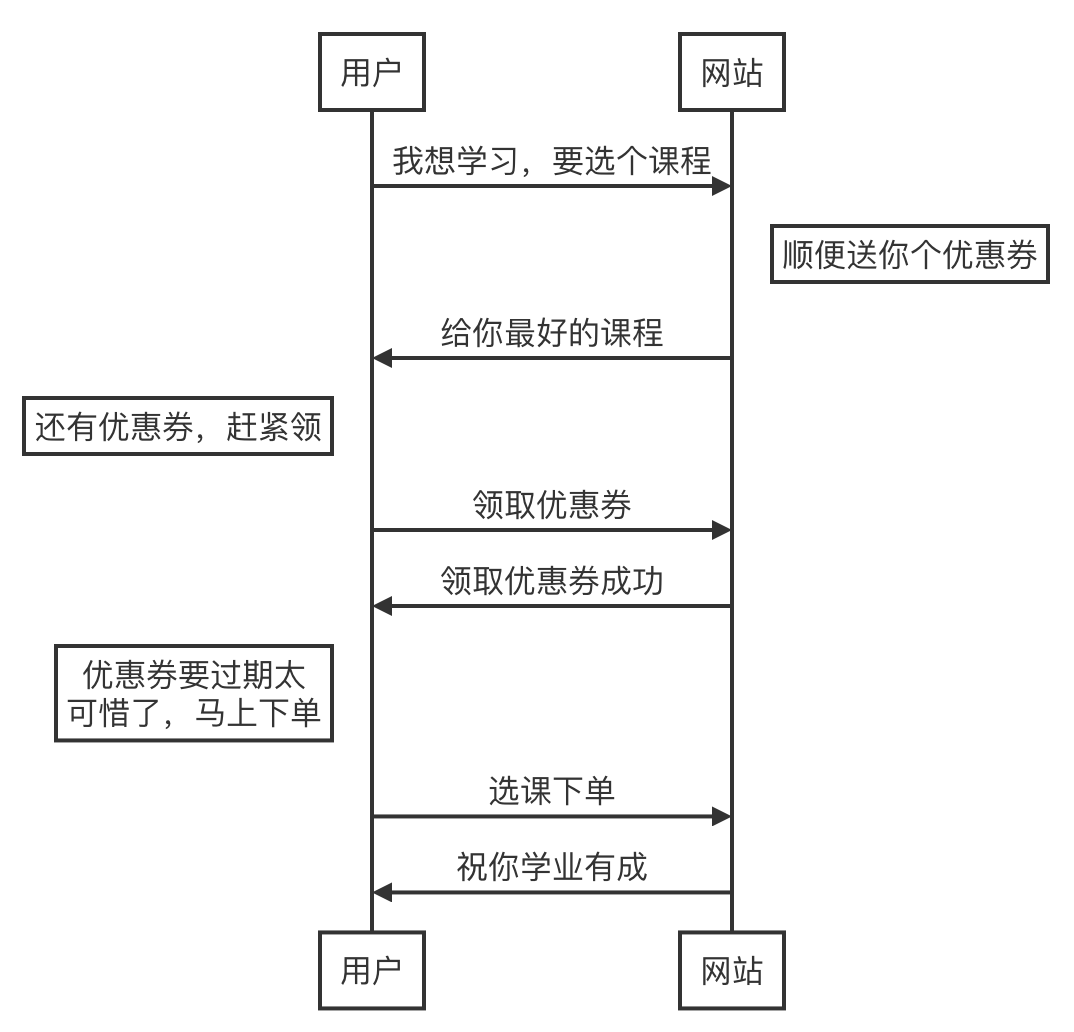 用户
网站
我想学习，要选个课程
顺便送你个优惠券
给你最好的课程
还有优惠券，赶紧领
领取优惠券
领取优惠券成功
优惠券要过期太
可惜了，马上下单
选课下单
祝你学业有成
用户
网站